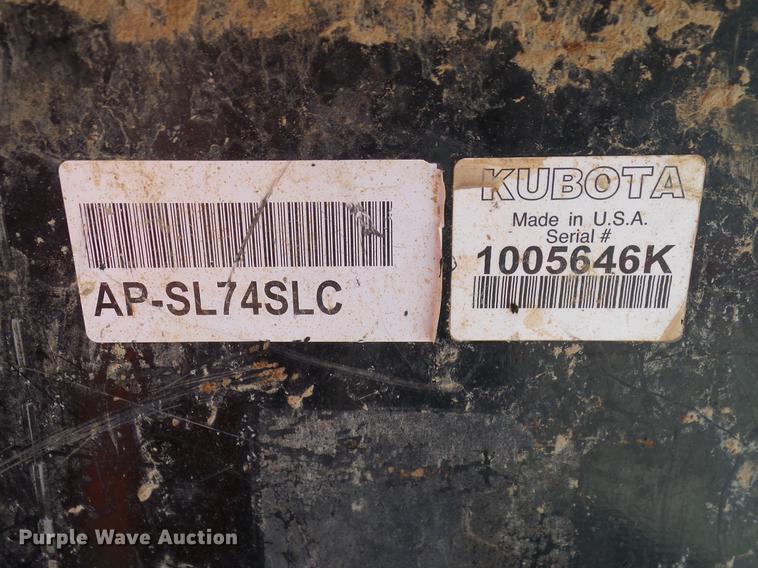 AP-SL74SLC
KUBOTA
Made in U.S.A.
Serial #
1005646K
Purple Wave Auction®